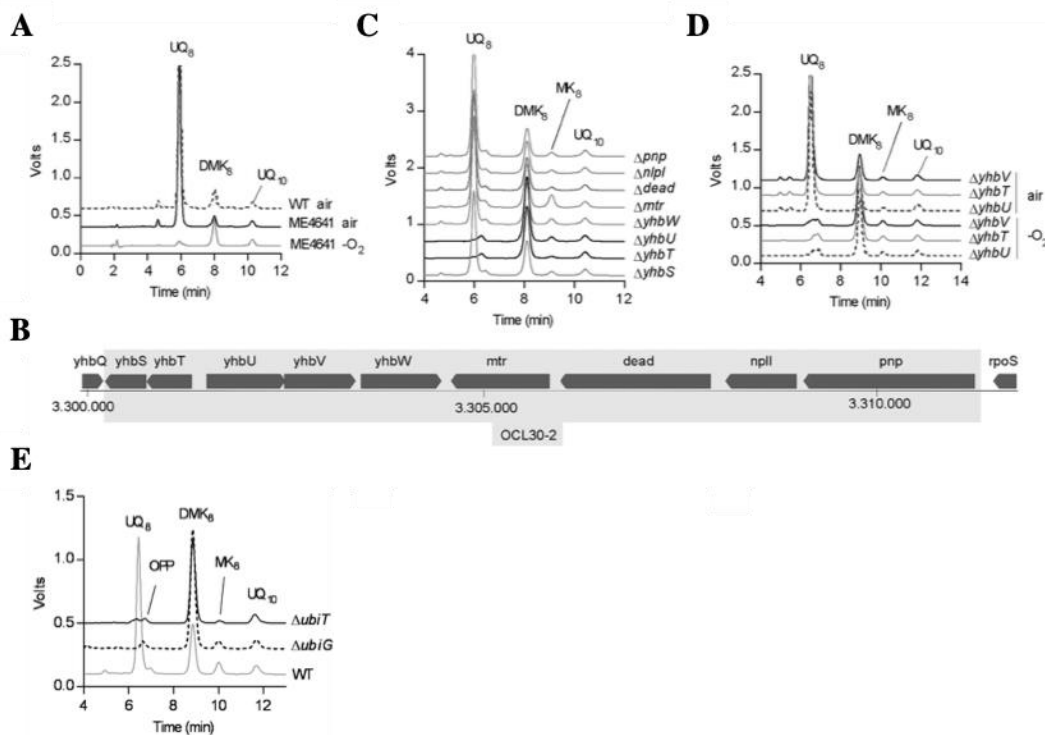 A
UQ8
2.5
2.0
1.5
1.0
0.5
0.0
Volts
DMK8
UQ10
WT air
ME4641 air
ME4641 -O2
0 2 4 6 8 10 12
Time (min)
C
UQ8
4
3
2
1
0
Volts
DMK8
MK8
UQ10
Δpnp
ΔnlpI
Δdead
Δmtr
ΔyhbW
ΔyhbU
ΔyhbT
ΔyhbS
4 6 8 10 12
Time (min)
D
UQ8
2.5
2.0
1.5
1.0
0.5
0.0
Volts
DMK8
MK8
UQ10
ΔyhbV
ΔyhbT
ΔyhbU
air
ΔyhbV
ΔyhbT
ΔyhbU
-O2
4 6 8 10 12 14
Time (min)
B
yhbQ yhbS yhbT yhbU yhbV yhbW mtr dead nplI pnp rpoS
3.300.000 3.305.000 3.310.000
OCL30-2
E
1.5
1.0
0.5
0.0
Volts
UQ8
OPP
DMK8
MK8
UQ10
ΔubiT
ΔubiG
WT
4 6 8 10 12
Time (min)